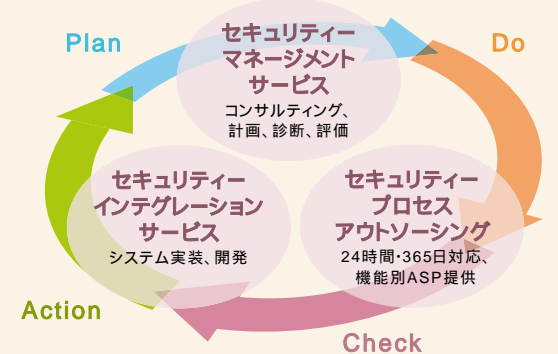 Plan
セキュリティー
マネージメント
サービス
コンサルティング、
計画、診断、評価
Do
セキュリティー
インテグレーション
サービス
システム実装、開発
セキュリティー
プロセス
アウトソーシング
24時間・365日対応、
機能別ASP提供
Action
Check